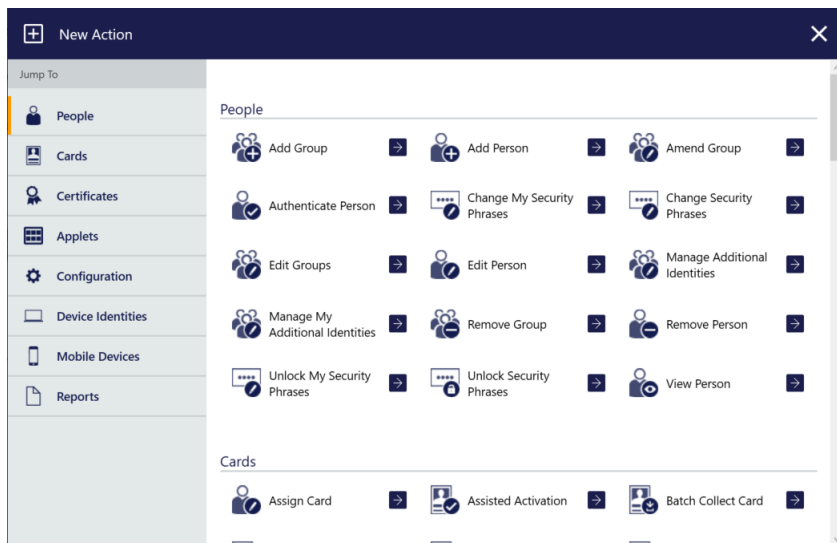 New Action
Jump To
People
Cards
Certificates
Applets
Configuration
Device Identities
Mobile Devices
Reports
People
Add Group
Add Person
Amend Group
Authenticate Person
Change My Security
Phrases
Change Security
Phrases
Edit Groups
Edit Person
Manage Additional
Identities
Manage My
Additional Identities
Remove Group
Remove Person
Unlock My Security
Phrases
Unlock Security
Phrases
View Person
Cards
Assign Card
Assisted Activation
Batch Collect Card